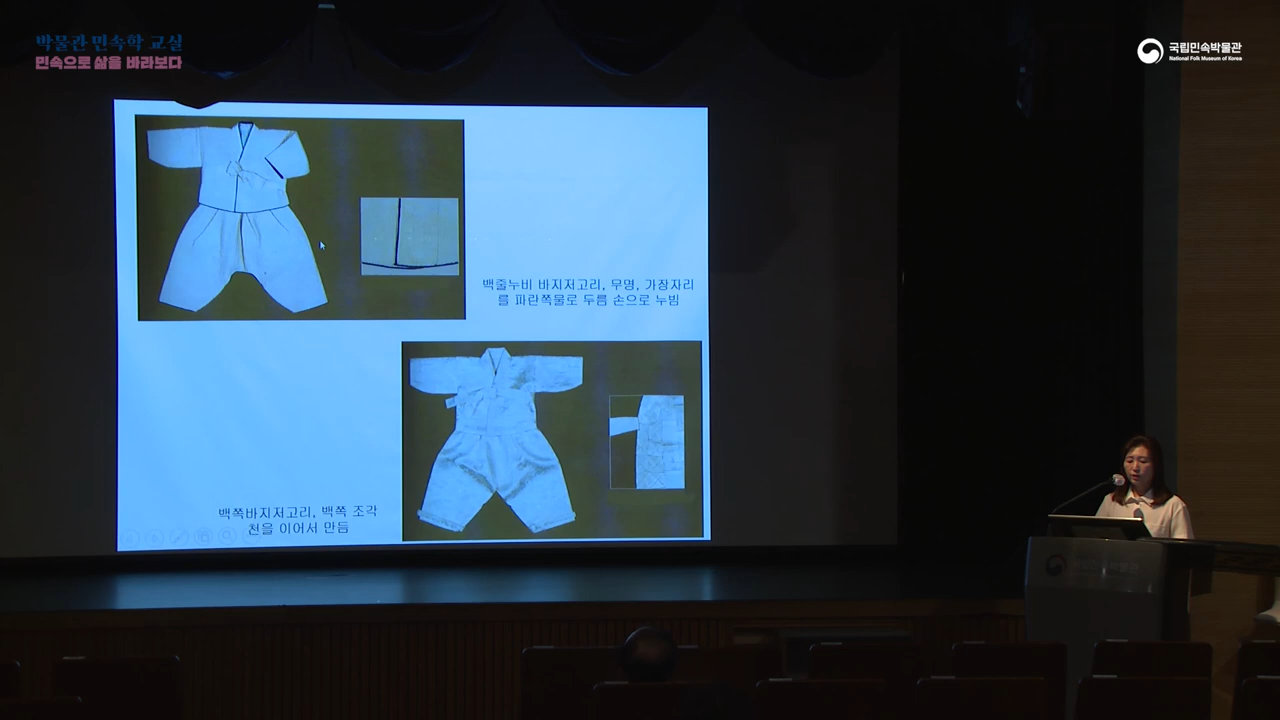 박물관 민속학 교실
민속으로 삶을 바라보다
국립민속박물관
National Folk Museum of Korea
백줄누비 바지저고리, 무명, 가장자리
를 파란쪽물로 두름 손으로 누빔
백쪽바지저고리, 백쪽 조각
천을 이어서 만듬